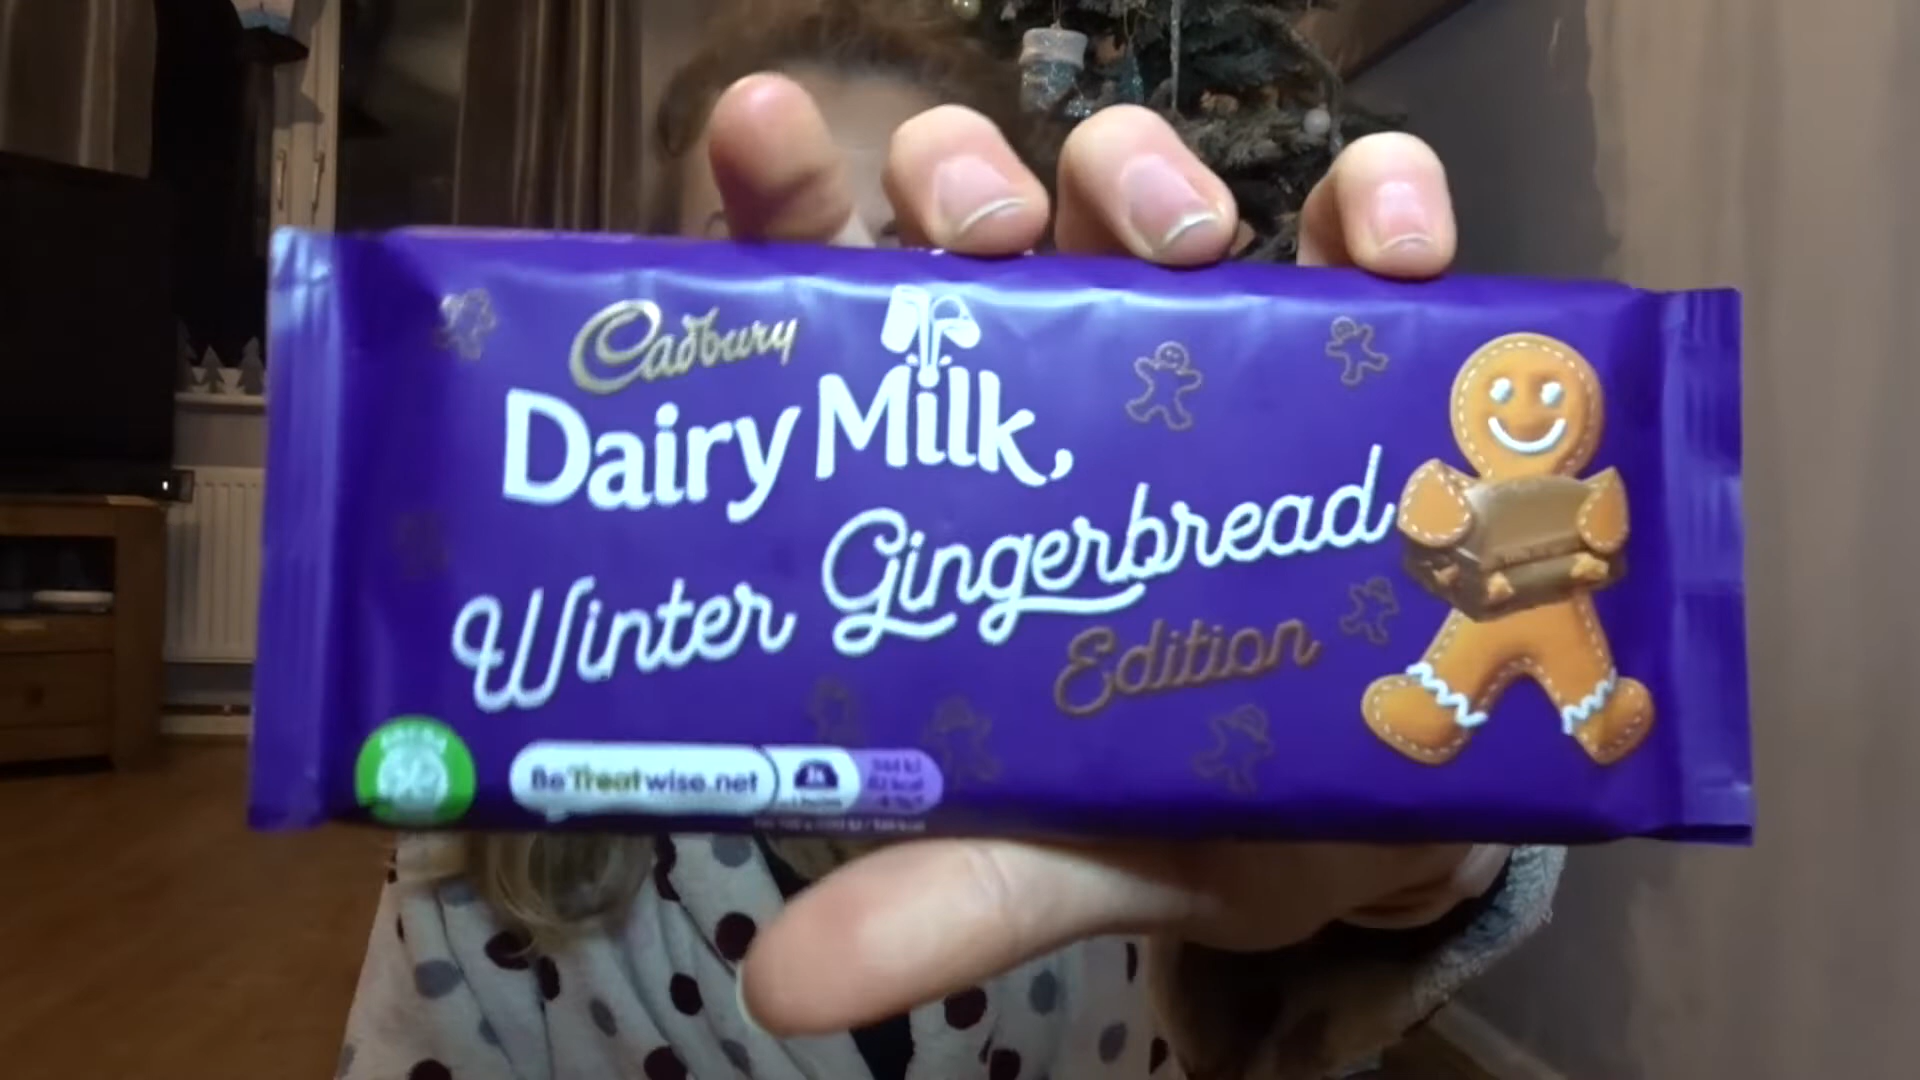 Cadbury
Dairy Milk,
Winter Gingerbread
Edition
BeTreatwise.net